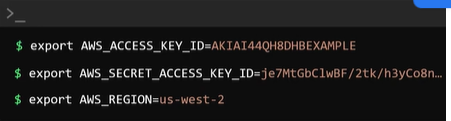 >_
$ export AWS_ACCESS_KEY_ID=AKIAI44QH8DHBEXAMPLE
$ export AWS_SECRET_ACCESS_KEY_ID=je7MtGbClwBF/2tk/h3yCo8n…
$ export AWS_REGION=us-west-2